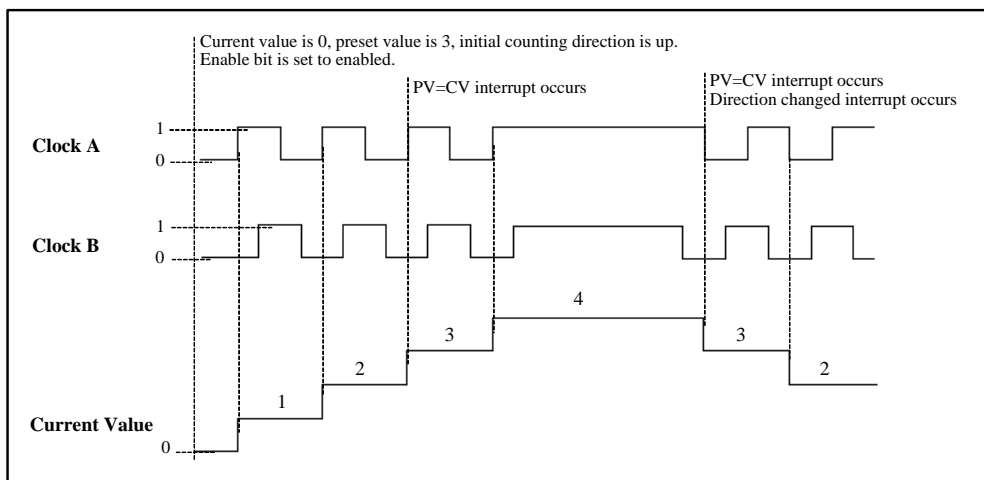 Current value is 0, preset value is 3, initial counting direction is up.
Enable bit is set to enabled.
PV=CV interrupt occurs
PV=CV interrupt occurs
Direction changed interrupt occurs
1
Clock A
0
1
Clock B
0
4
3
3
2
2
1
Current Value
0